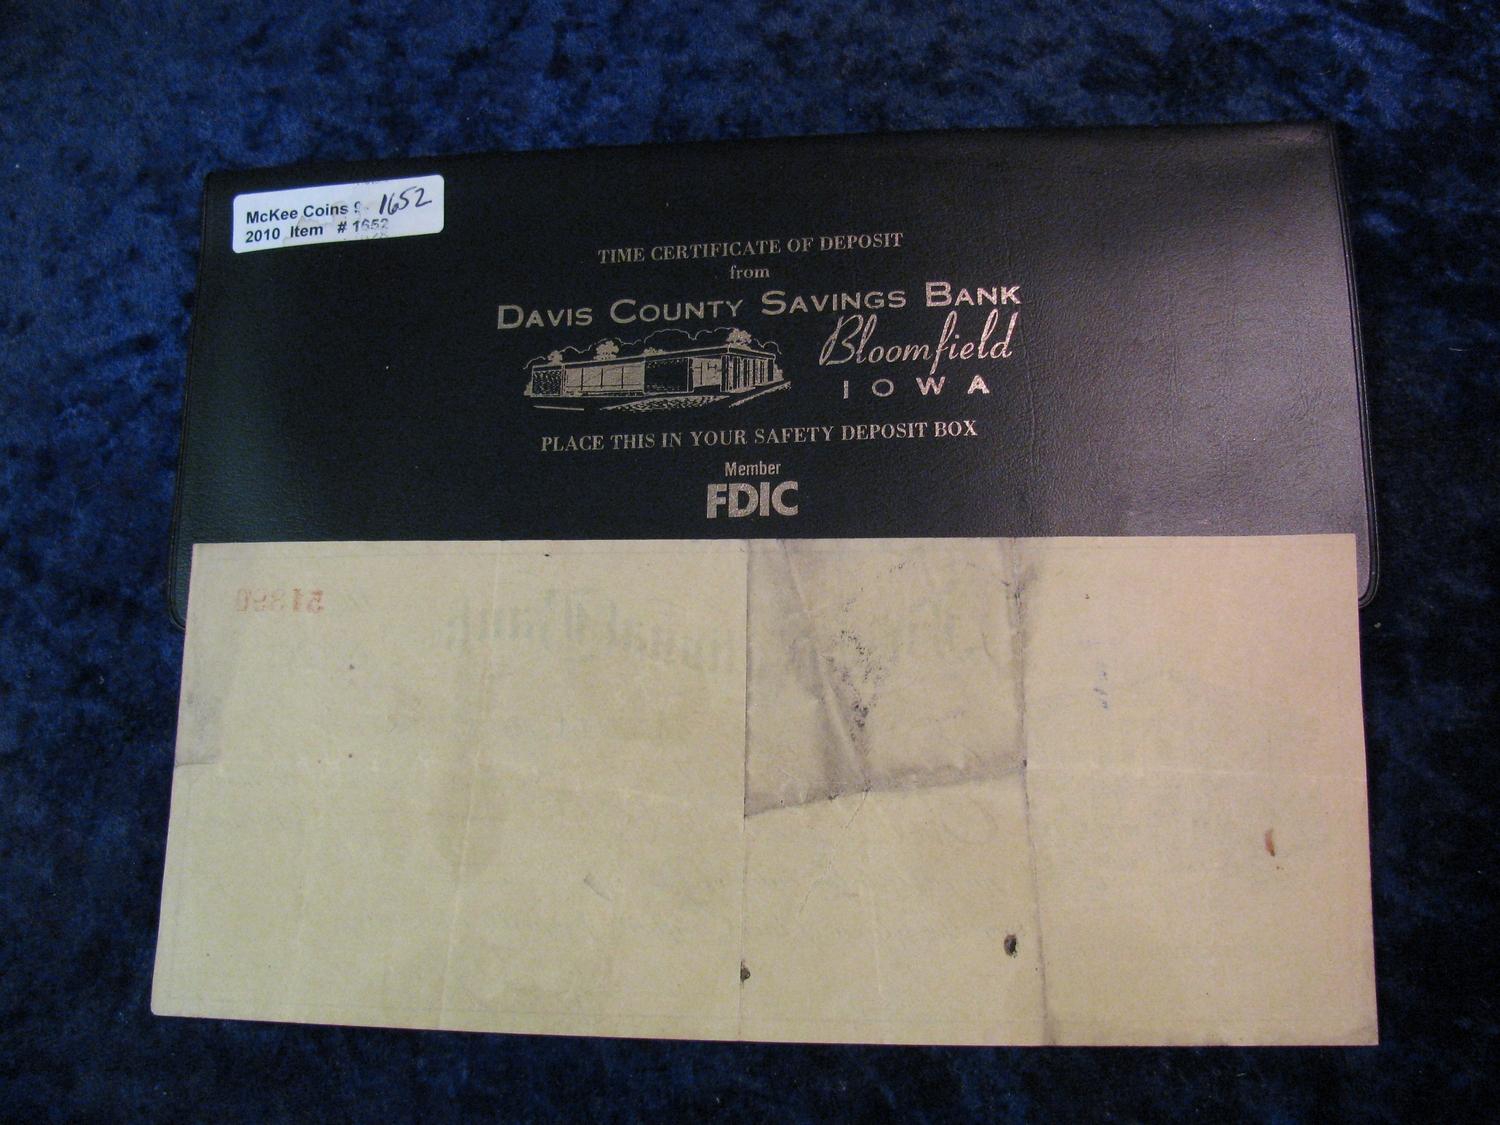 McKee Coins 1652
2010 Item # 1652
TIME CERTIFICATE OF DEPOSIT
from
DAVIS COUNTY SAVINGS BANK
Bloomfield
IOWA
PLACE THIS IN YOUR SAFETY DEPOSIT BOX
Member
FDIC